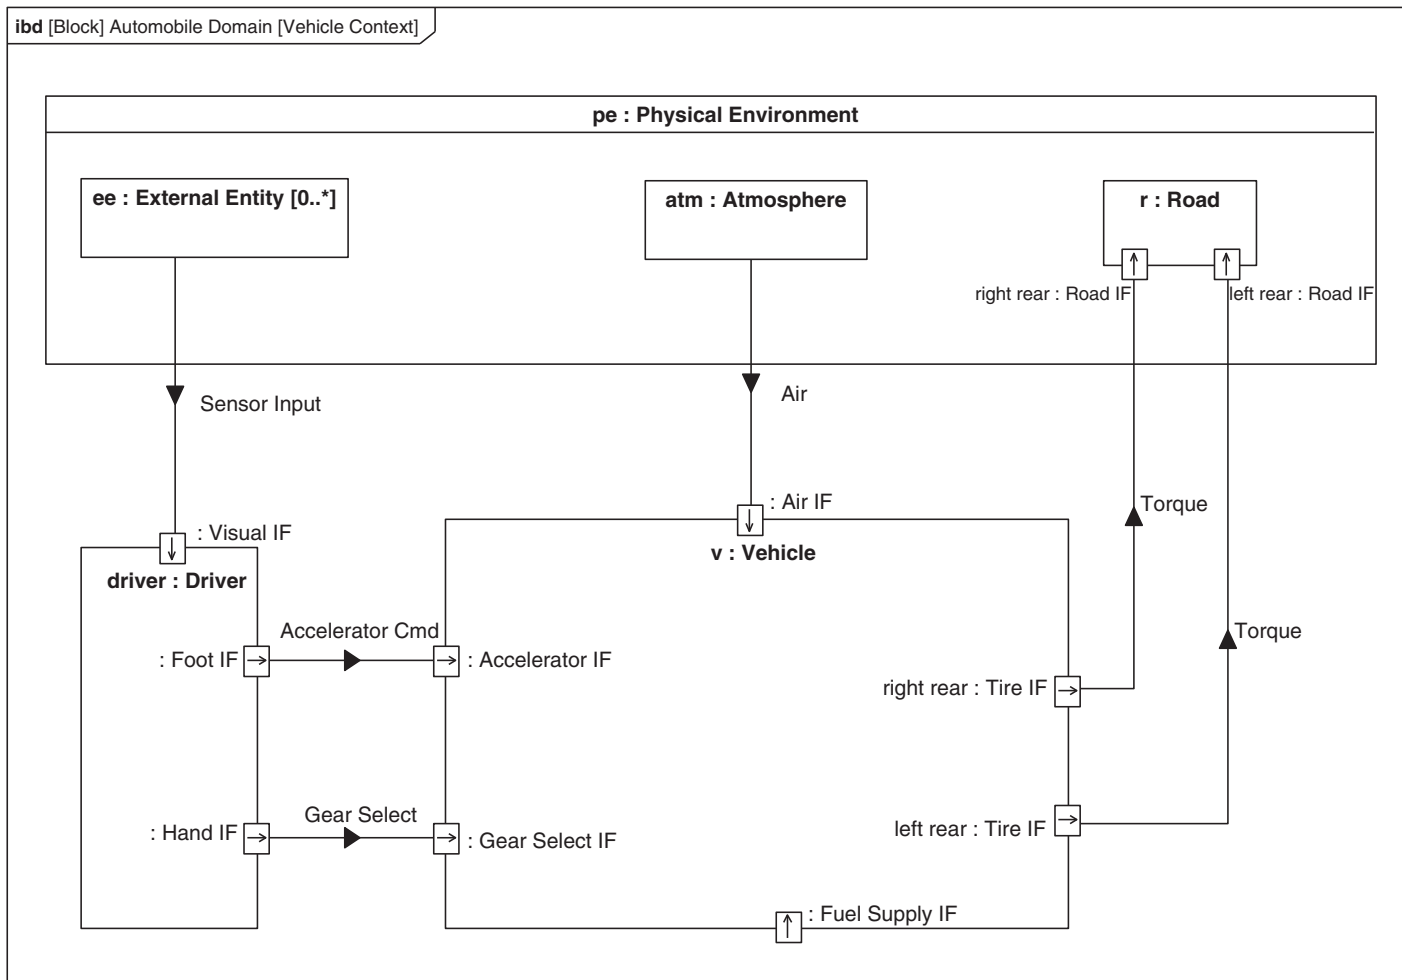 ibd [Block] Automobile Domain [Vehicle Context]
pe : Physical Environment
ee : External Entity [0..*]
atm : Atmosphere
r : Road
right rear : Road IF
left rear : Road IF
Sensor Input
Air
: Visual IF
: Air IF
Torque
driver : Driver
v : Vehicle
Accelerator Cmd
Torque
: Foot IF
: Accelerator IF
right rear : Tire IF
Gear Select
: Hand IF
: Gear Select IF
left rear : Tire IF
: Fuel Supply IF